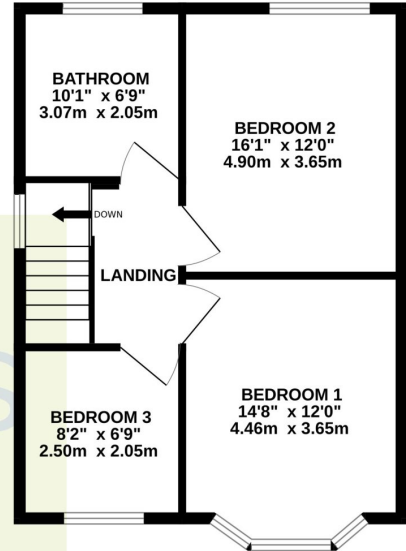 BATHROOM
10'1" x 6'9"
3.07m x 2.05m
BEDROOM 2
16'1" x 12'0"
4.90m x 3.65m
DOWN
LANDING
BEDROOM 1
14'8" x 12'0"
4.46m x 3.65m
BEDROOM 3
8'2" x 6'9"
2.50m x 2.05m